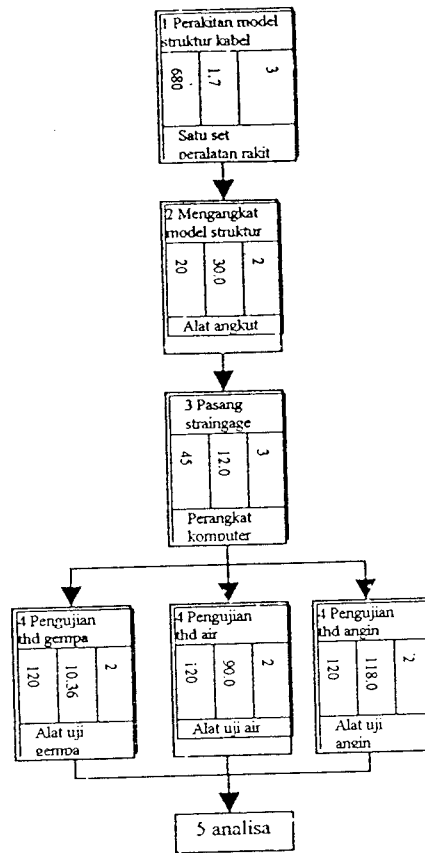 1 Perakitan model
struktur kabel
680
1.7
3
Satu set
peralatan rakit
2 Mengangkat
model struktur
20
30.0
2
Alat angkut
3 Pasang
straingage
45
12.0
3
Perangkat
komputer
4 Pengujian
thd gempa
120
10.36
2
Alat uji
gempa
4 Pengujian
thd air
120
90.0
2
Alat uji air
4 Pengujian
thd angin
120
118.0
2
Alat uji
angin
5 analisa